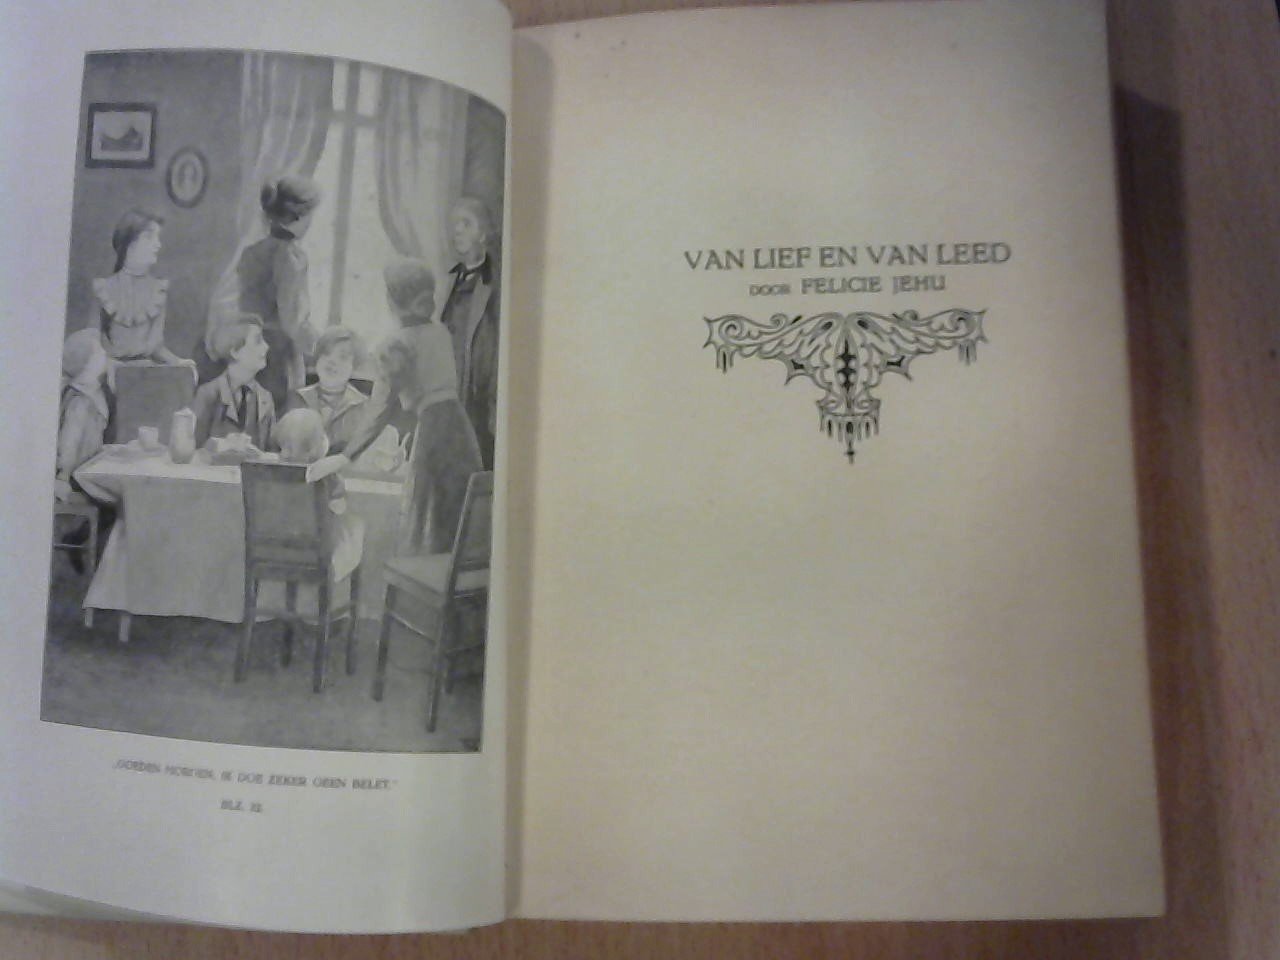 „GOEDEN MORGEN, IK DOE ZEKER GEEN BELET."
BLZ. 12
VAN LIEF EN VAN LEED
DOOR FELICIE JEHU